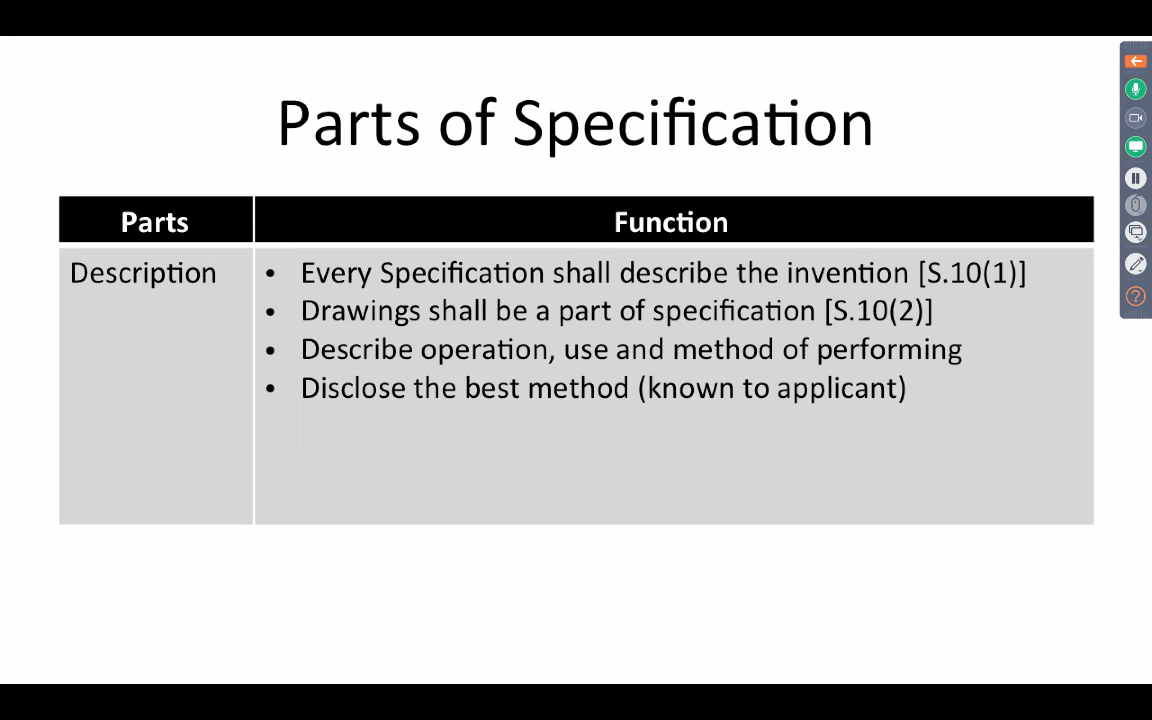 Parts of Specification
Parts
Function
Description
• Every Specification shall describe the invention [S.10(1)]
• Drawings shall be a part of specification [S.10(2)]
• Describe operation, use and method of performing
• Disclose the best method (known to applicant)